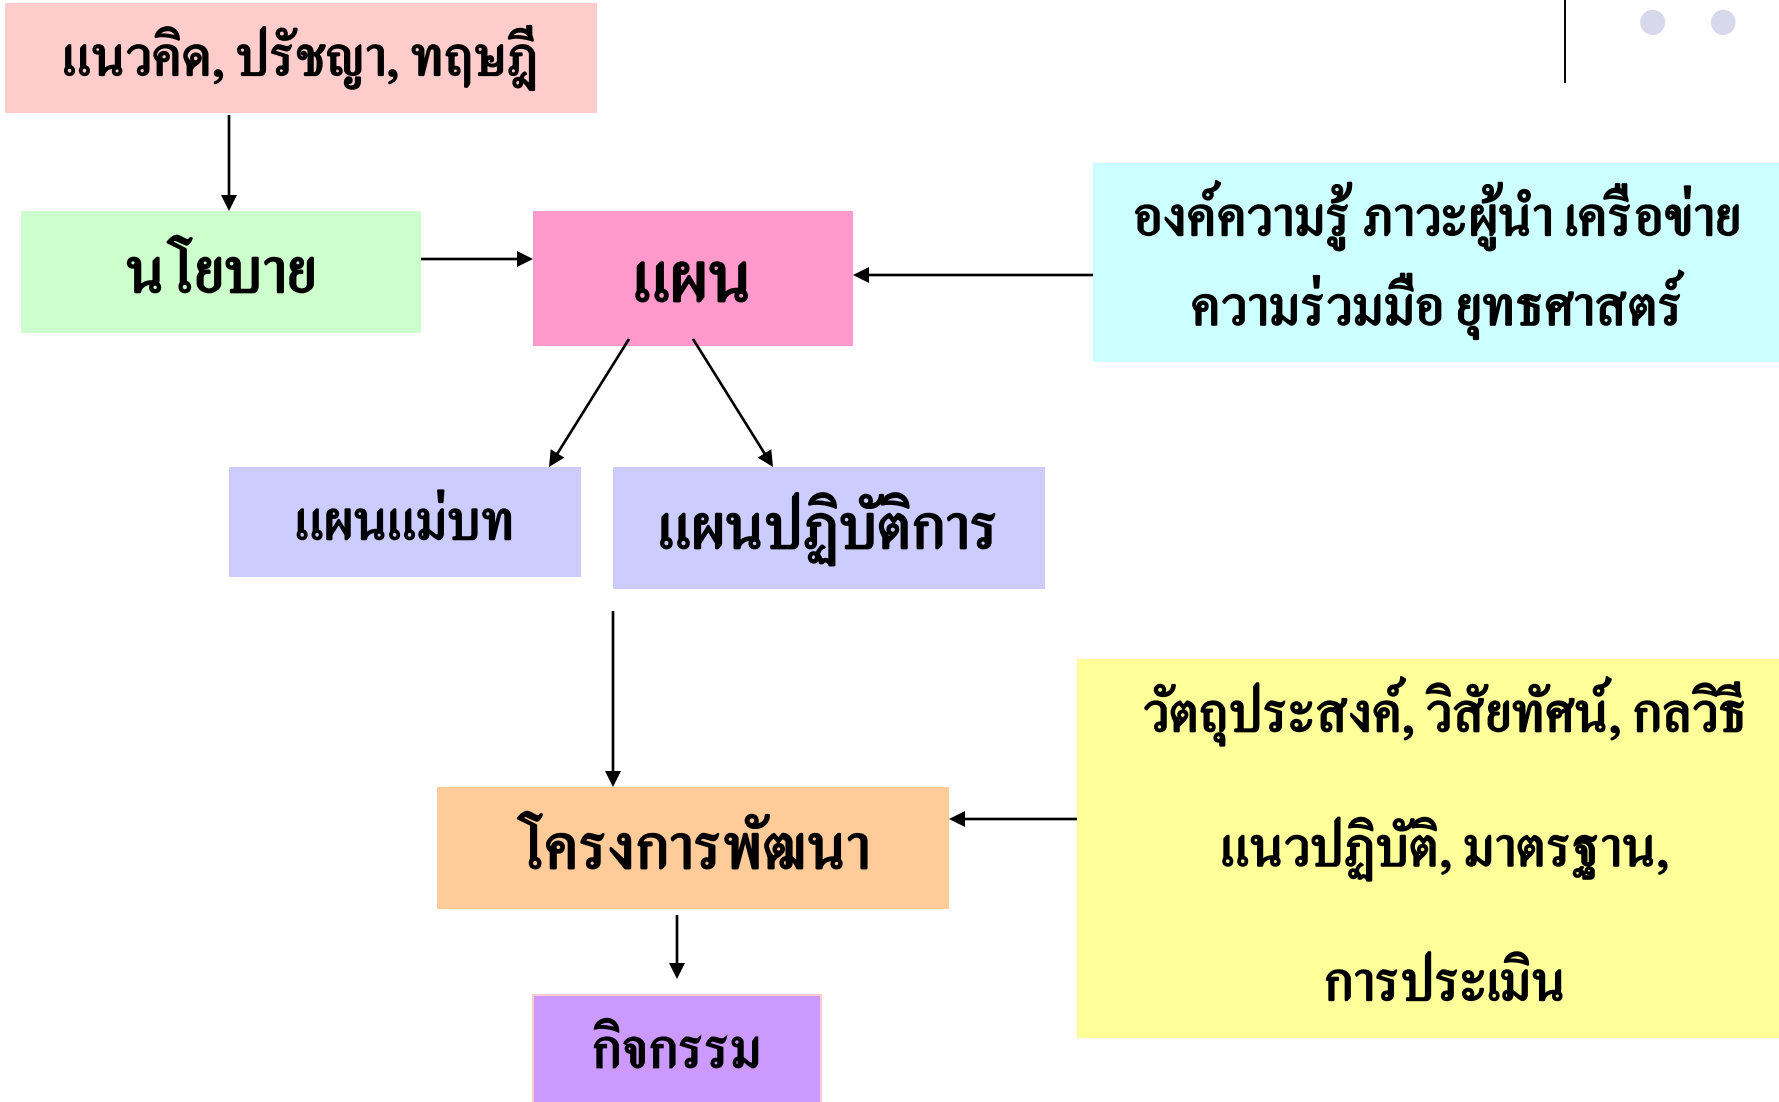 แนวคิด, ปรัชญา, ทฤษฎี
นโยบาย
แผน
องค์ความรู้ ภาวะผู้นำ เครือข่าย
ความร่วมมือ ยุทธศาสตร์
แผนแม่บท
แผนปฏิบัติการ
โครงการพัฒนา
วัตถุประสงค์, วิสัยทัศน์, กลวิธี
แนวปฏิบัติ, มาตรฐาน,
การประเมิน
กิจกรรม